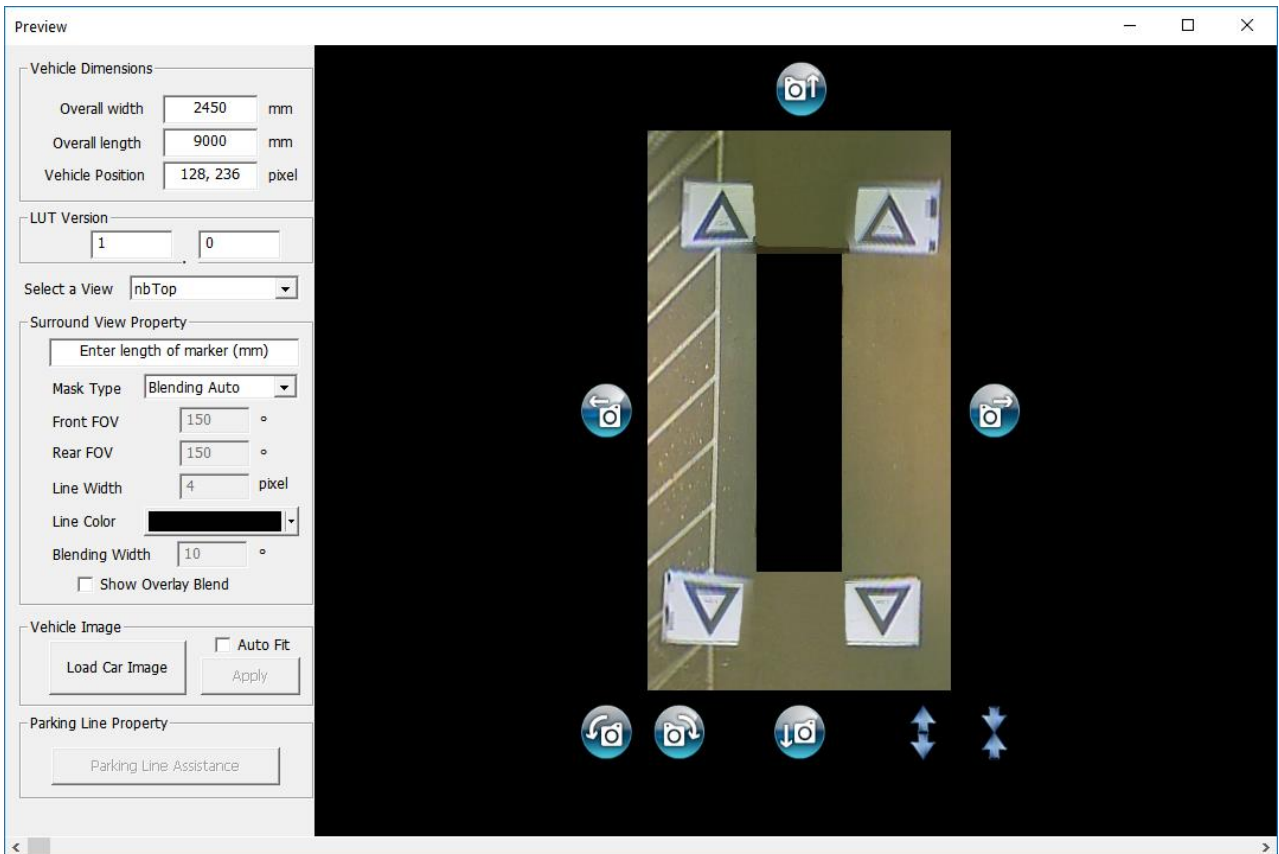 Preview
Vehicle Dimensions
Overall width 2450 mm
Overall length 9000 mm
Vehicle Position 128, 236 pixel
LUT Version
1 . 0
Select a View nbTop
Surround View Property
Enter length of marker (mm)
Mask Type Blending Auto
Front FOV 150 °
Rear FOV 150 °
Line Width 4 pixel
Line Color
Blending Width 10 °
Show Overlay Blend
Vehicle Image
Load Car Image
Auto Fit
Apply
Parking Line Property
Parking Line Assistance